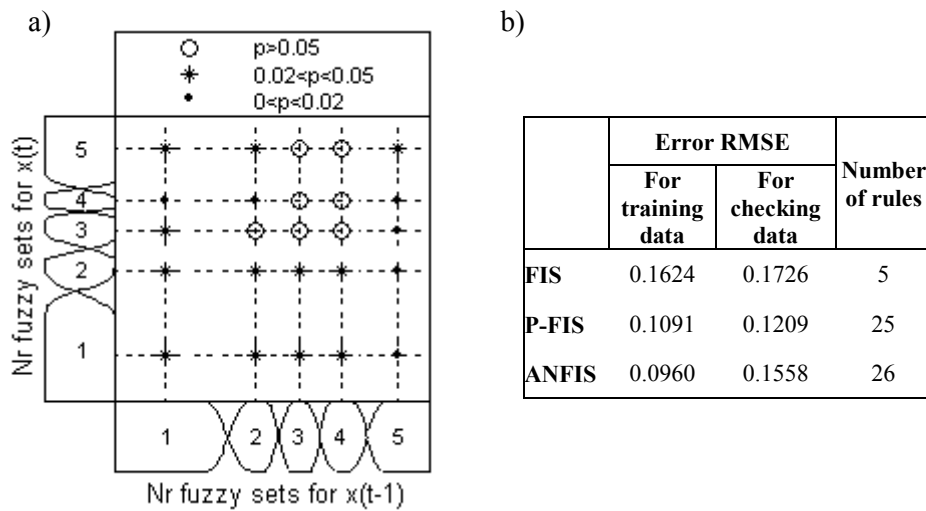 a)
b)
p>0.05
0.02<p<0.05
0<p<0.02
Nr fuzzy sets for x(t)
5
4
3
2
1
1 2 3 4 5
Nr fuzzy sets for x(t-1)
Error RMSE
Number of rules
For training data
For checking data
FIS 0.1624 0.1726 5
P-FIS 0.1091 0.1209 25
ANFIS 0.0960 0.1558 26